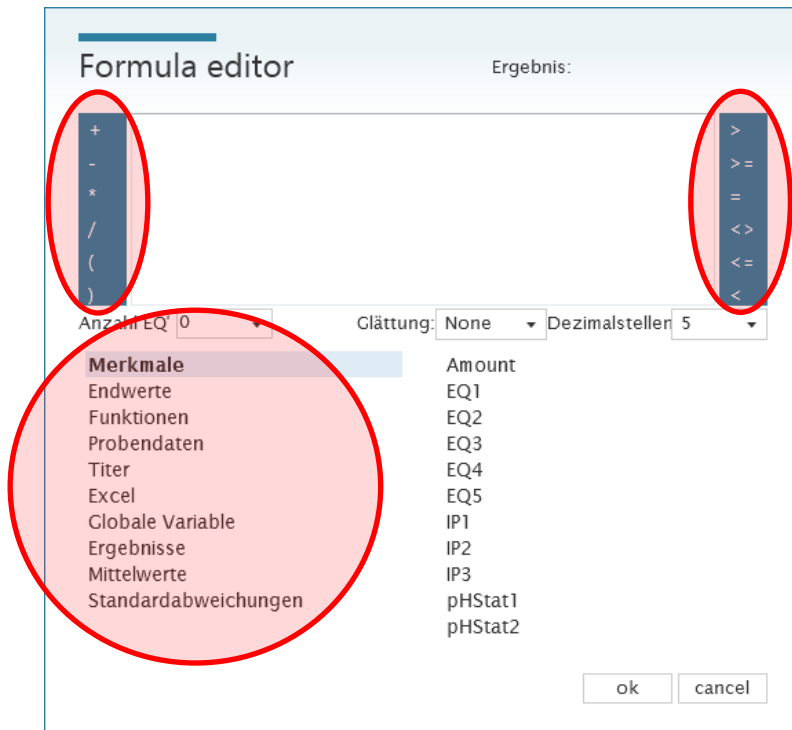 Formula editor
Ergebnis:
+
-
*
/
(
)
>
>=
=
<>
<=
<
Anzahl EQ' 0
Glättung: None
Dezimalstellen 5
Merkmale
Endwerte
Funktionen
Probendaten
Titer
Excel
Globale Variable
Ergebnisse
Mittelwerte
Standardabweichungen
Amount
EQ1
EQ2
EQ3
EQ4
EQ5
IP1
IP2
IP3
pHStat1
pHStat2
ok
cancel